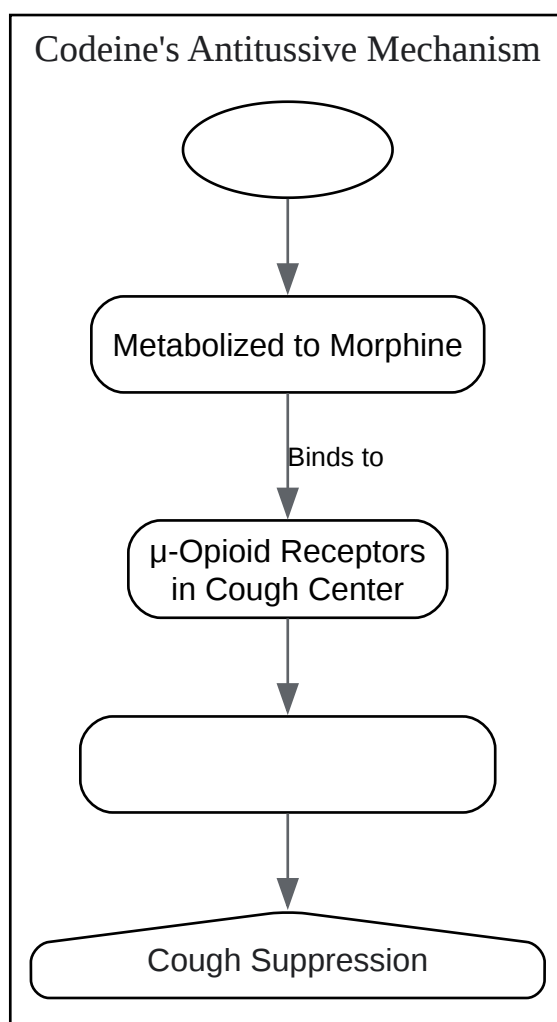 Codeine's Antitussive Mechanism
Metabolized to Morphine
Binds to
μ-Opioid Receptors
in Cough Center
Cough Suppression